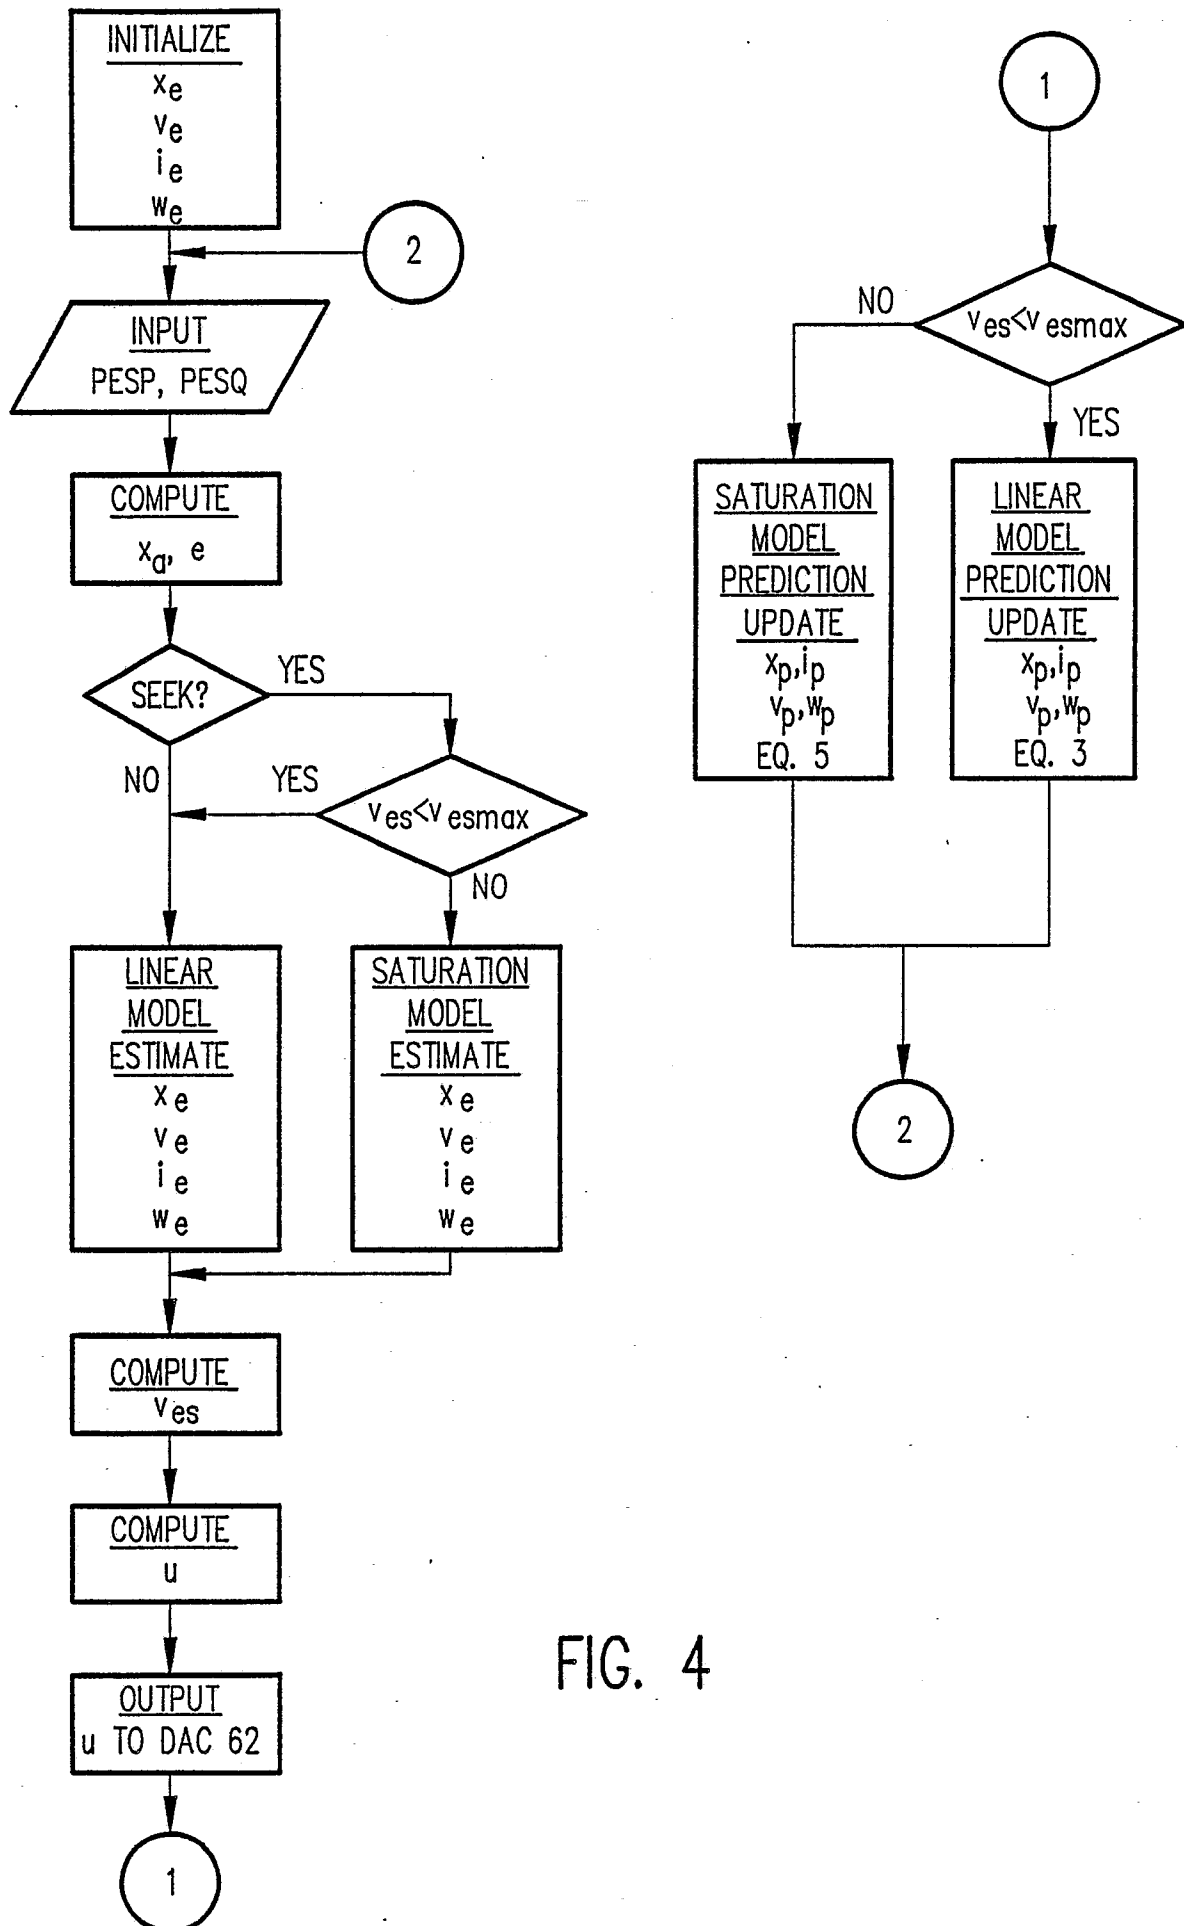 INITIALIZE
xe
ve
ie
we
2
INPUT
PESP, PESQ
COMPUTE
xa, e
SEEK?
YES
NO
YES
ves<vesmax
NO
LINEAR
MODEL
ESTIMATE
xe
ve
ie
we
SATURATION
MODEL
ESTIMATE
xe
ve
ie
we
COMPUTE
ves
COMPUTE
u
OUTPUT
u TO DAC 62
1
1
NO
ves<vesmax
YES
SATURATION
MODEL
PREDICTION
UPDATE
xp,ip
vp,wp
EQ. 5
LINEAR
MODEL
PREDICTION
UPDATE
xp,ip
vp,wp
EQ. 3
2
FIG. 4